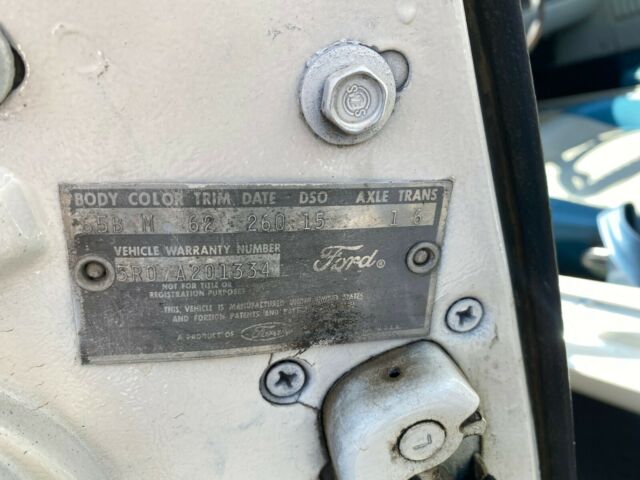 BODY COLOR TRIM DATE DSO AXLE TRANS
65B M 62 26O 15 1 6
VEHICLE WARRANTY NUMBER
5R07A201334
Ford®
NOT FOR TITLE OR
REGISTRATION PURPOSES
THIS VEHICLE IS MANUFACTURED UNDER UNITED STATES
AND FOREIGN PATENTS AND
A PRODUCT OF Ford